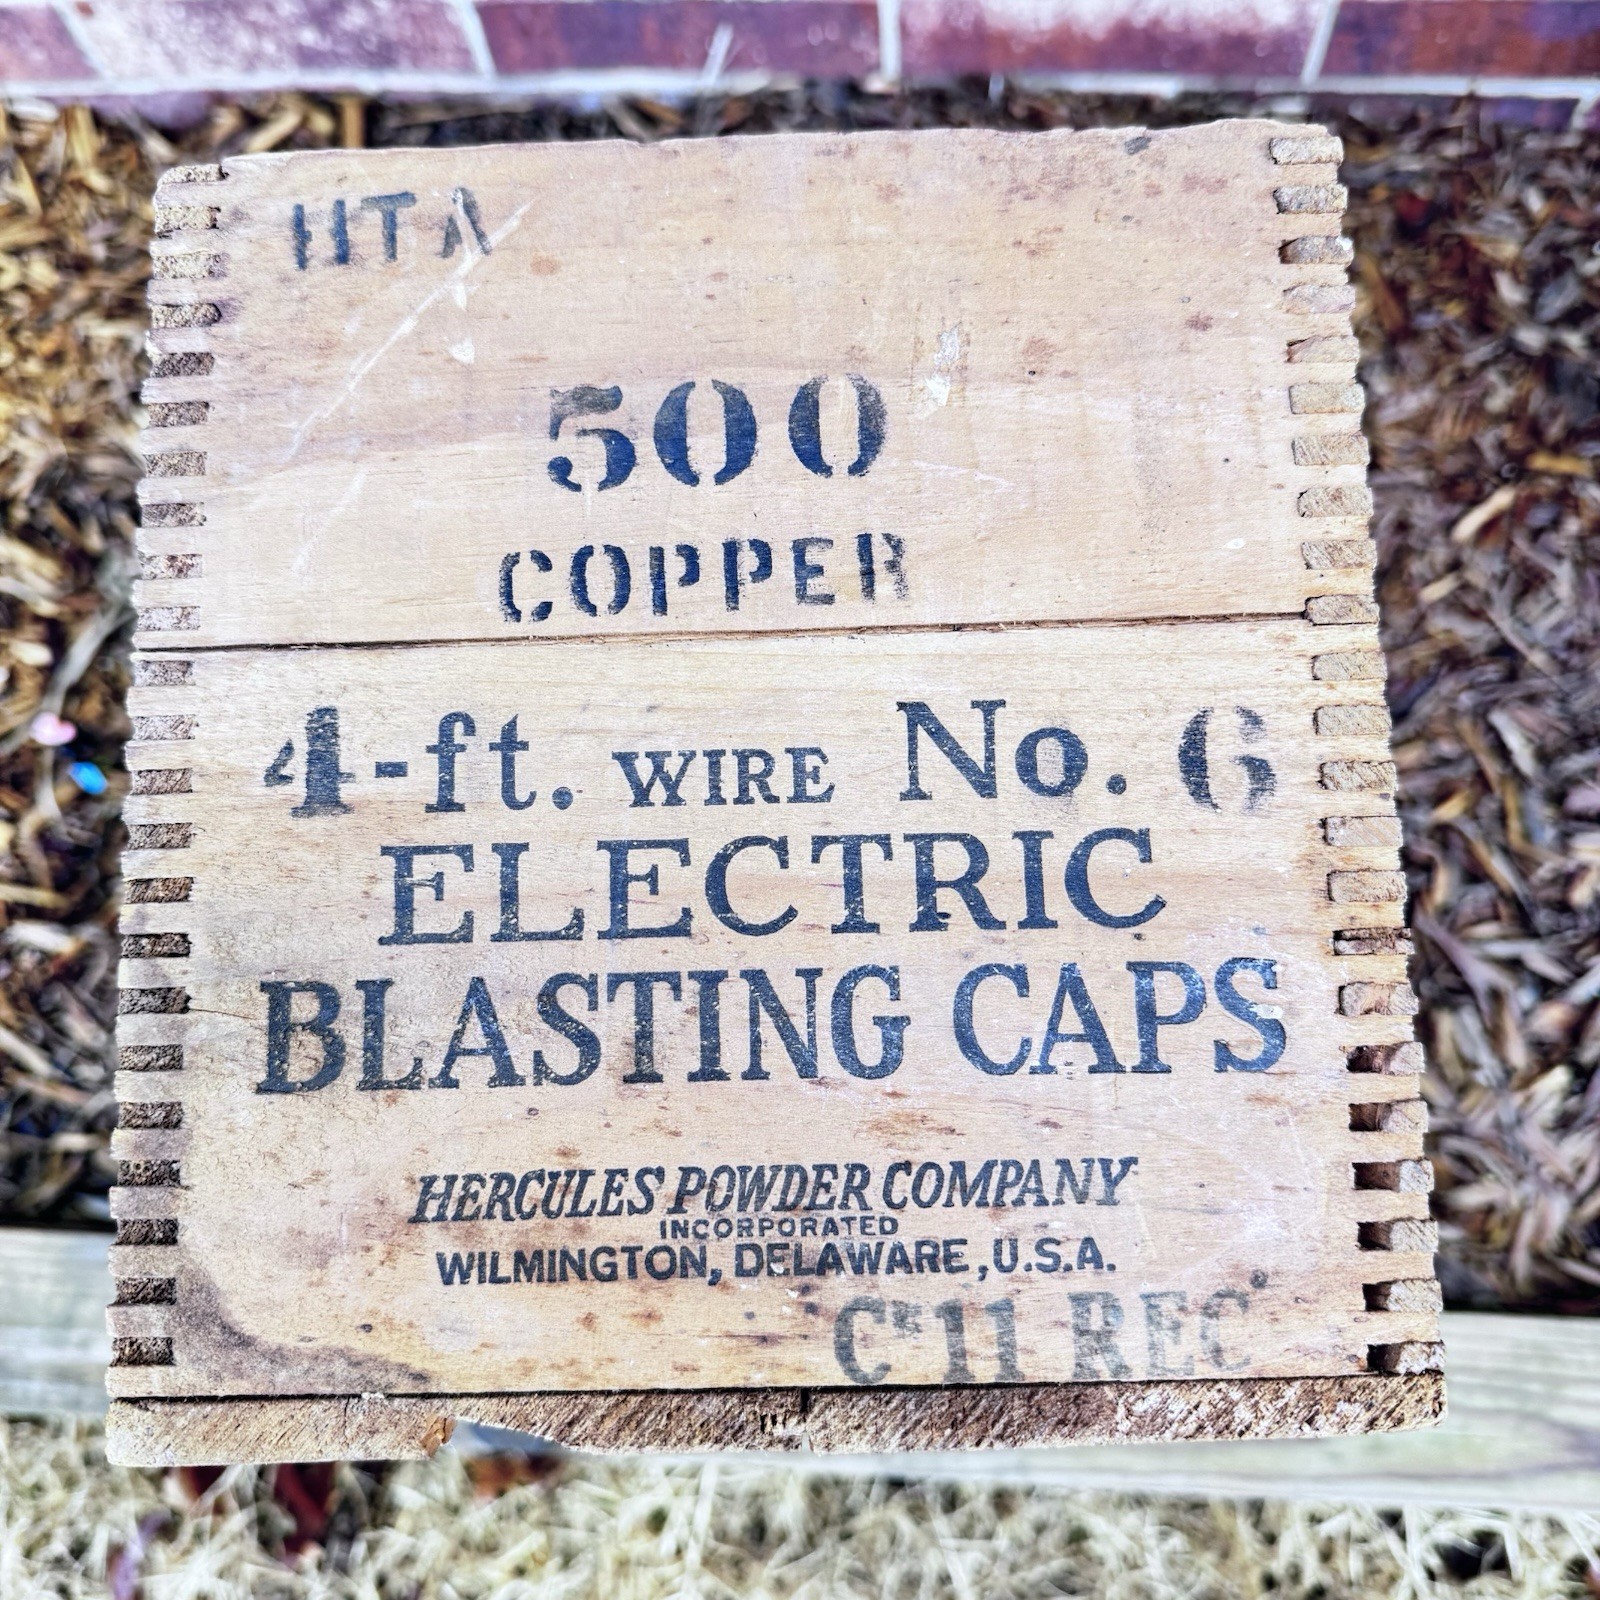 HTA
500
COPPER
4-ft. WIRE No. 6
ELECTRIC
BLASTING CAPS
HERCULES POWDER COMPANY
INCORPORATED
WILMINGTON, DELAWARE, U.S.A.
11 REC